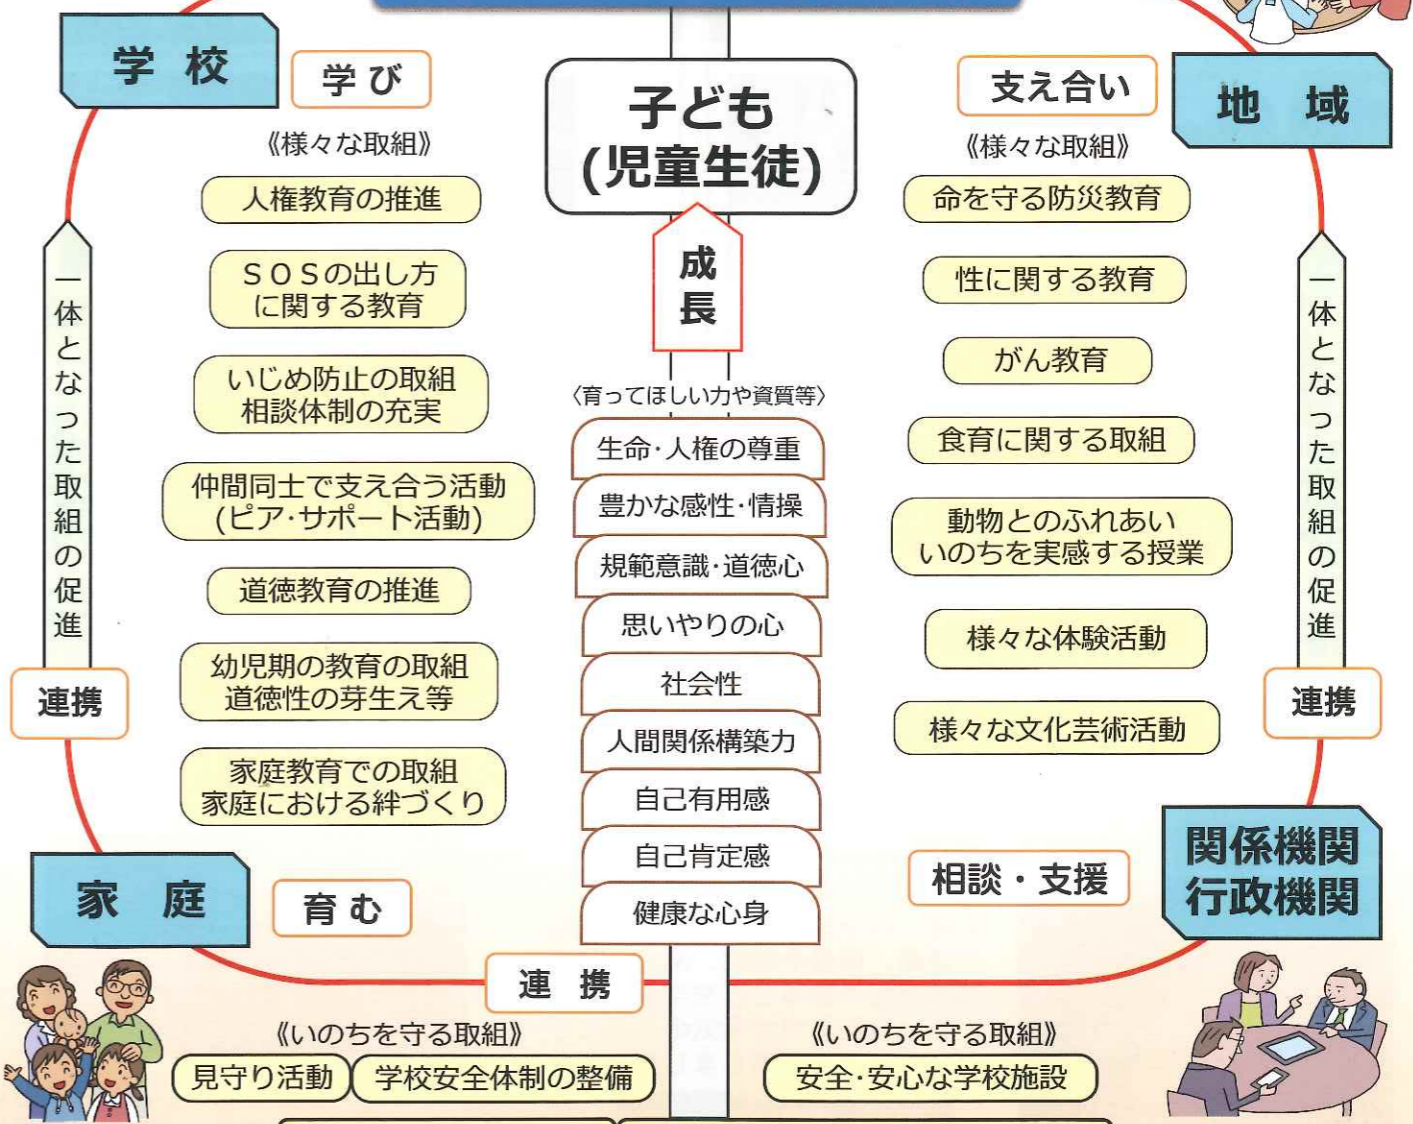 学校
学び
《様々な取組》
人権教育の推進
ＳＯＳの出し方
に関する教育
いじめ防止の取組
相談体制の充実
仲間同士で支え合う活動
(ピア･サポート活動)
道徳教育の推進
幼児期の教育の取組
道徳性の芽生え等
家庭教育での取組
家庭における絆づくり
一体となった取組の促進
連携
家庭
育む
子ども
(児童生徒)
成長
〈育ってほしい力や資質等〉
生命･人権の尊重
豊かな感性･情操
規範意識･道徳心
思いやりの心
社会性
人間関係構築力
自己有用感
自己肯定感
健康な心身
支え合い
地域
《様々な取組》
命を守る防災教育
性に関する教育
がん教育
食育に関する取組
動物とのふれあい
いのちを実感する授業
様々な体験活動
様々な文化芸術活動
一体となった取組の促進
連携
相談・支援
関係機関
行政機関
連携
《いのちを守る取組》
見守り活動
学校安全体制の整備
《いのちを守る取組》
安全･安心な学校施設